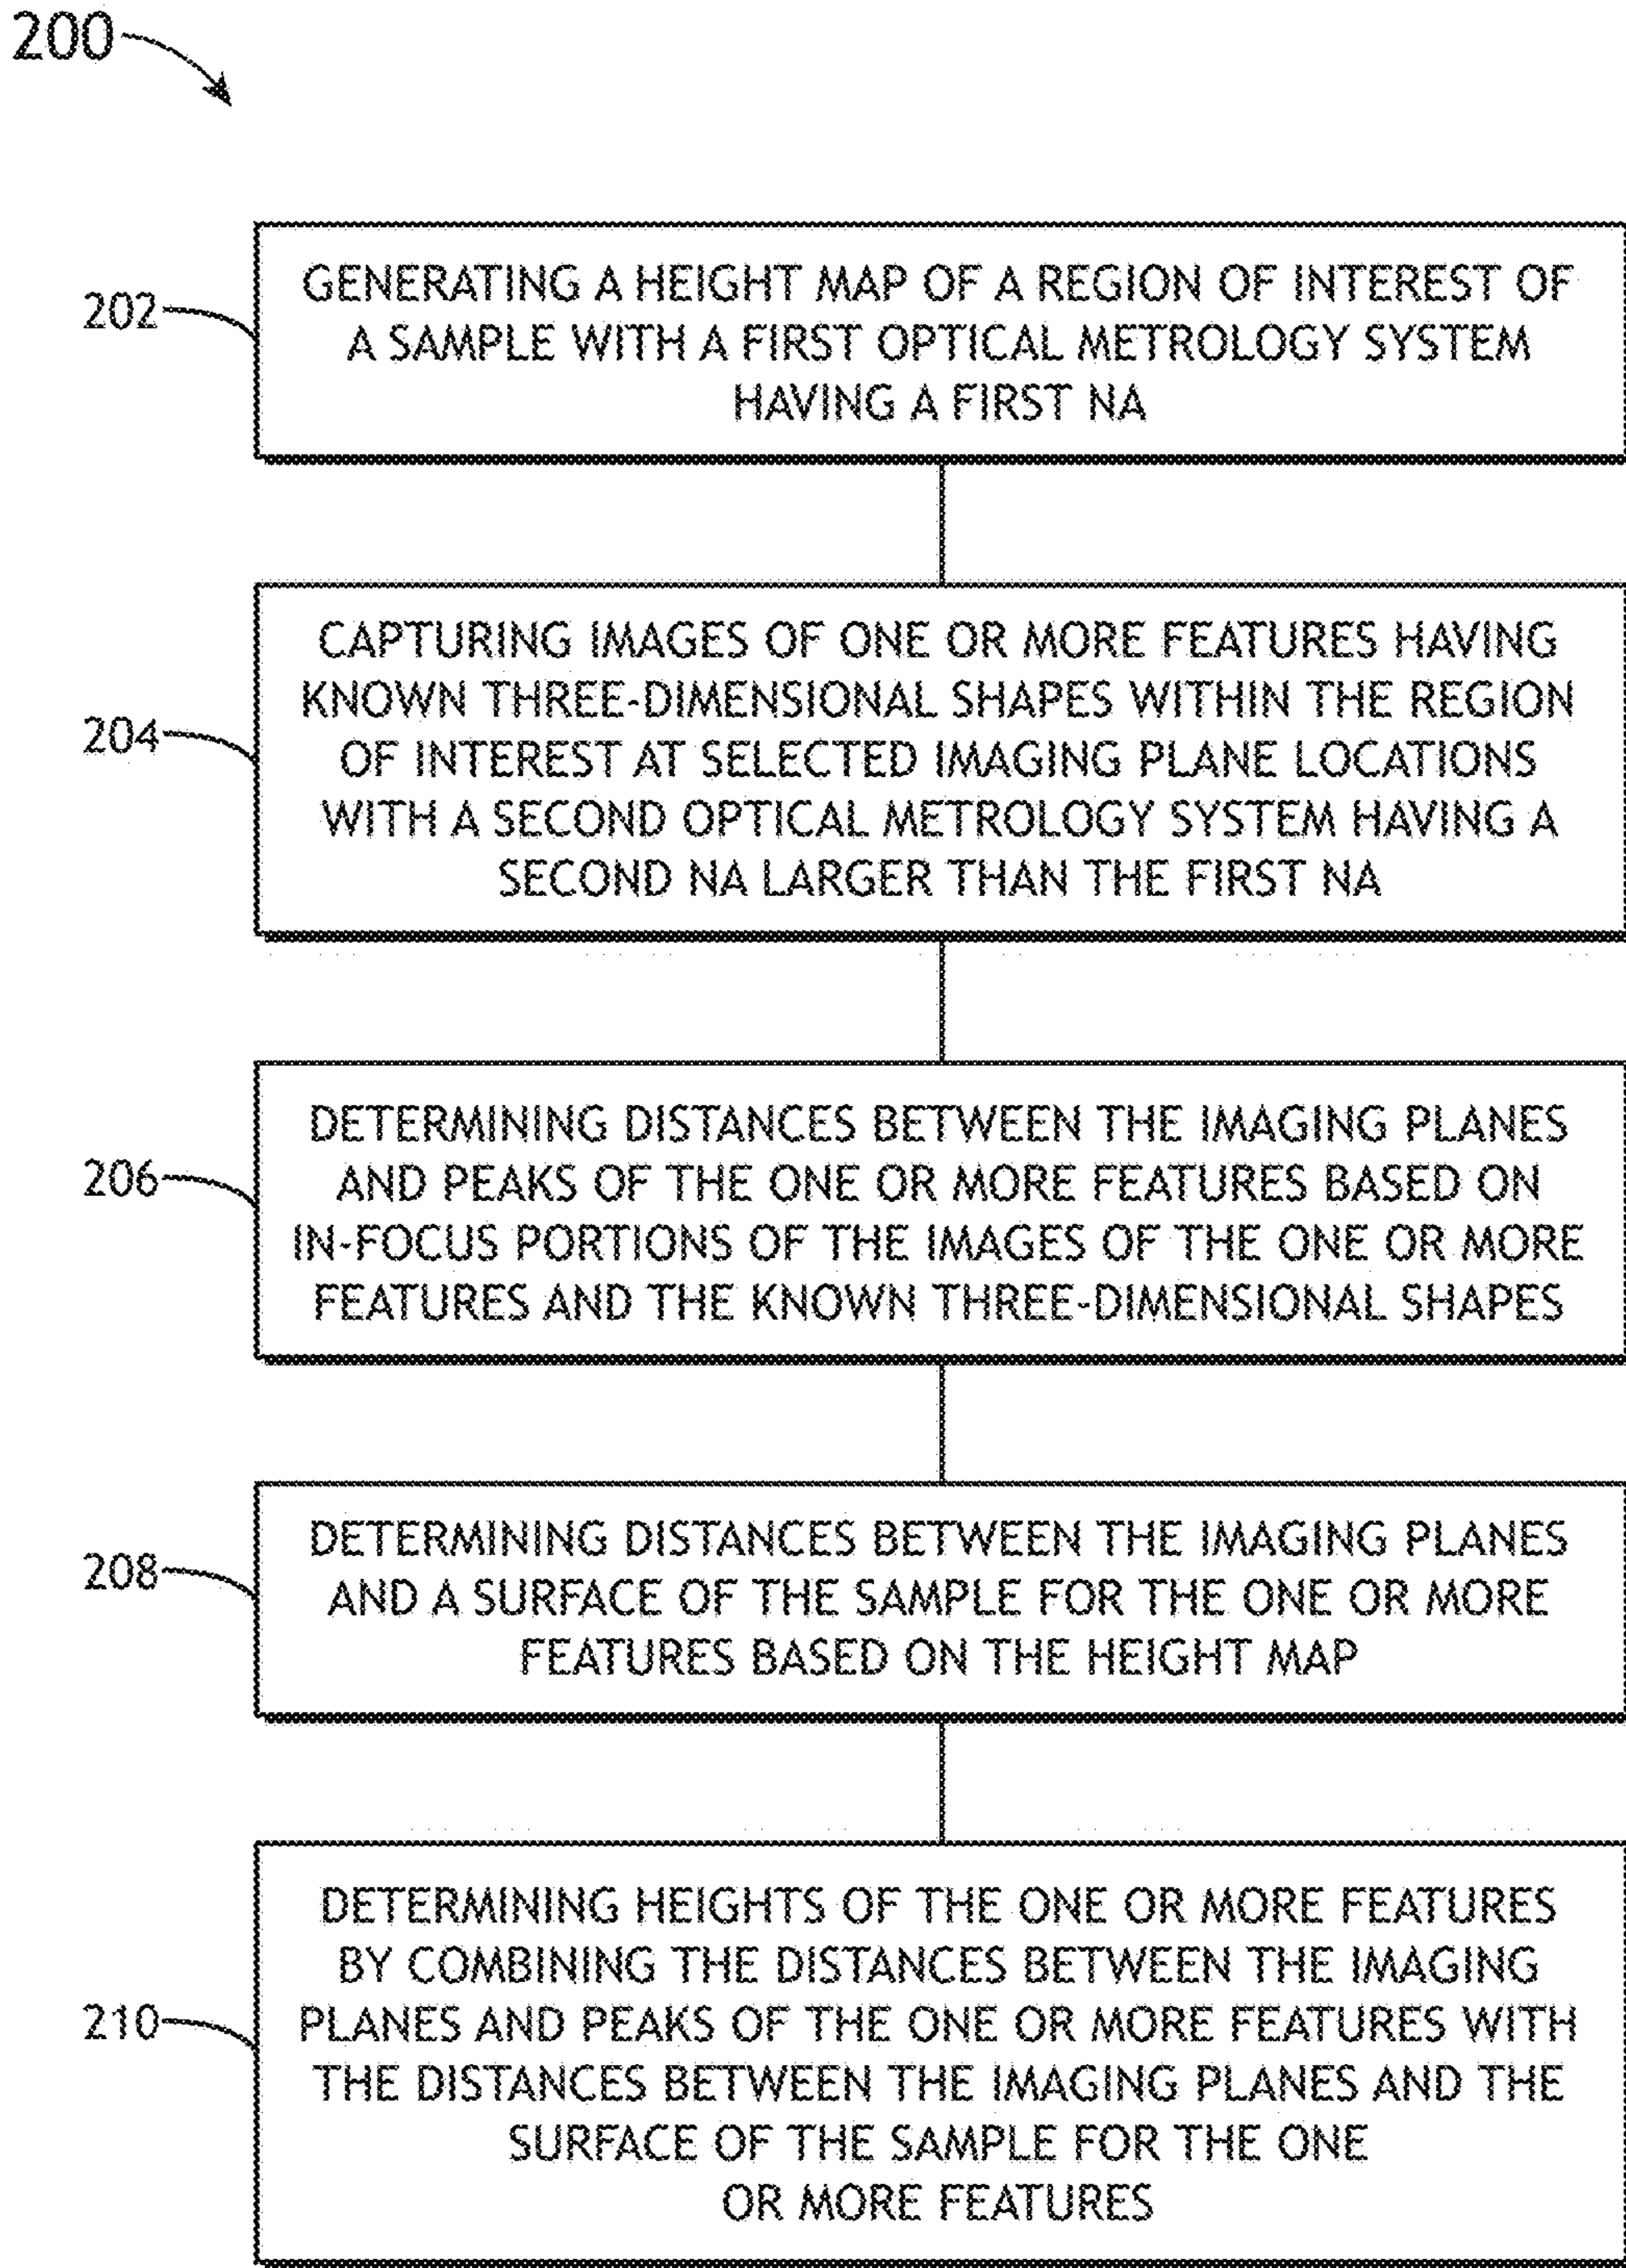 200
202
GENERATING A HEIGHT MAP OF A REGION OF INTEREST OF
A SAMPLE WITH A FIRST OPTICAL METROLOGY SYSTEM
HAVING A FIRST NA
204
CAPTURING IMAGES OF ONE OR MORE FEATURES HAVING
KNOWN THREE-DIMENSIONAL SHAPES WITHIN THE REGION
OF INTEREST AT SELECTED IMAGING PLANE LOCATIONS
WITH A SECOND OPTICAL METROLOGY SYSTEM HAVING A
SECOND NA LARGER THAN THE FIRST NA
206
DETERMINING DISTANCES BETWEEN THE IMAGING PLANES
AND PEAKS OF THE ONE OR MORE FEATURES BASED ON
IN-FOCUS PORTIONS OF THE IMAGES OF THE ONE OR MORE
FEATURES AND THE KNOWN THREE-DIMENSIONAL SHAPES
208
DETERMINING DISTANCES BETWEEN THE IMAGING PLANES
AND A SURFACE OF THE SAMPLE FOR THE ONE OR MORE
FEATURES BASED ON THE HEIGHT MAP
210
DETERMINING HEIGHTS OF THE ONE OR MORE FEATURES
BY COMBINING THE DISTANCES BETWEEN THE IMAGING
PLANES AND PEAKS OF THE ONE OR MORE FEATURES WITH
THE DISTANCES BETWEEN THE IMAGING PLANES AND THE
SURFACE OF THE SAMPLE FOR THE ONE
OR MORE FEATURES